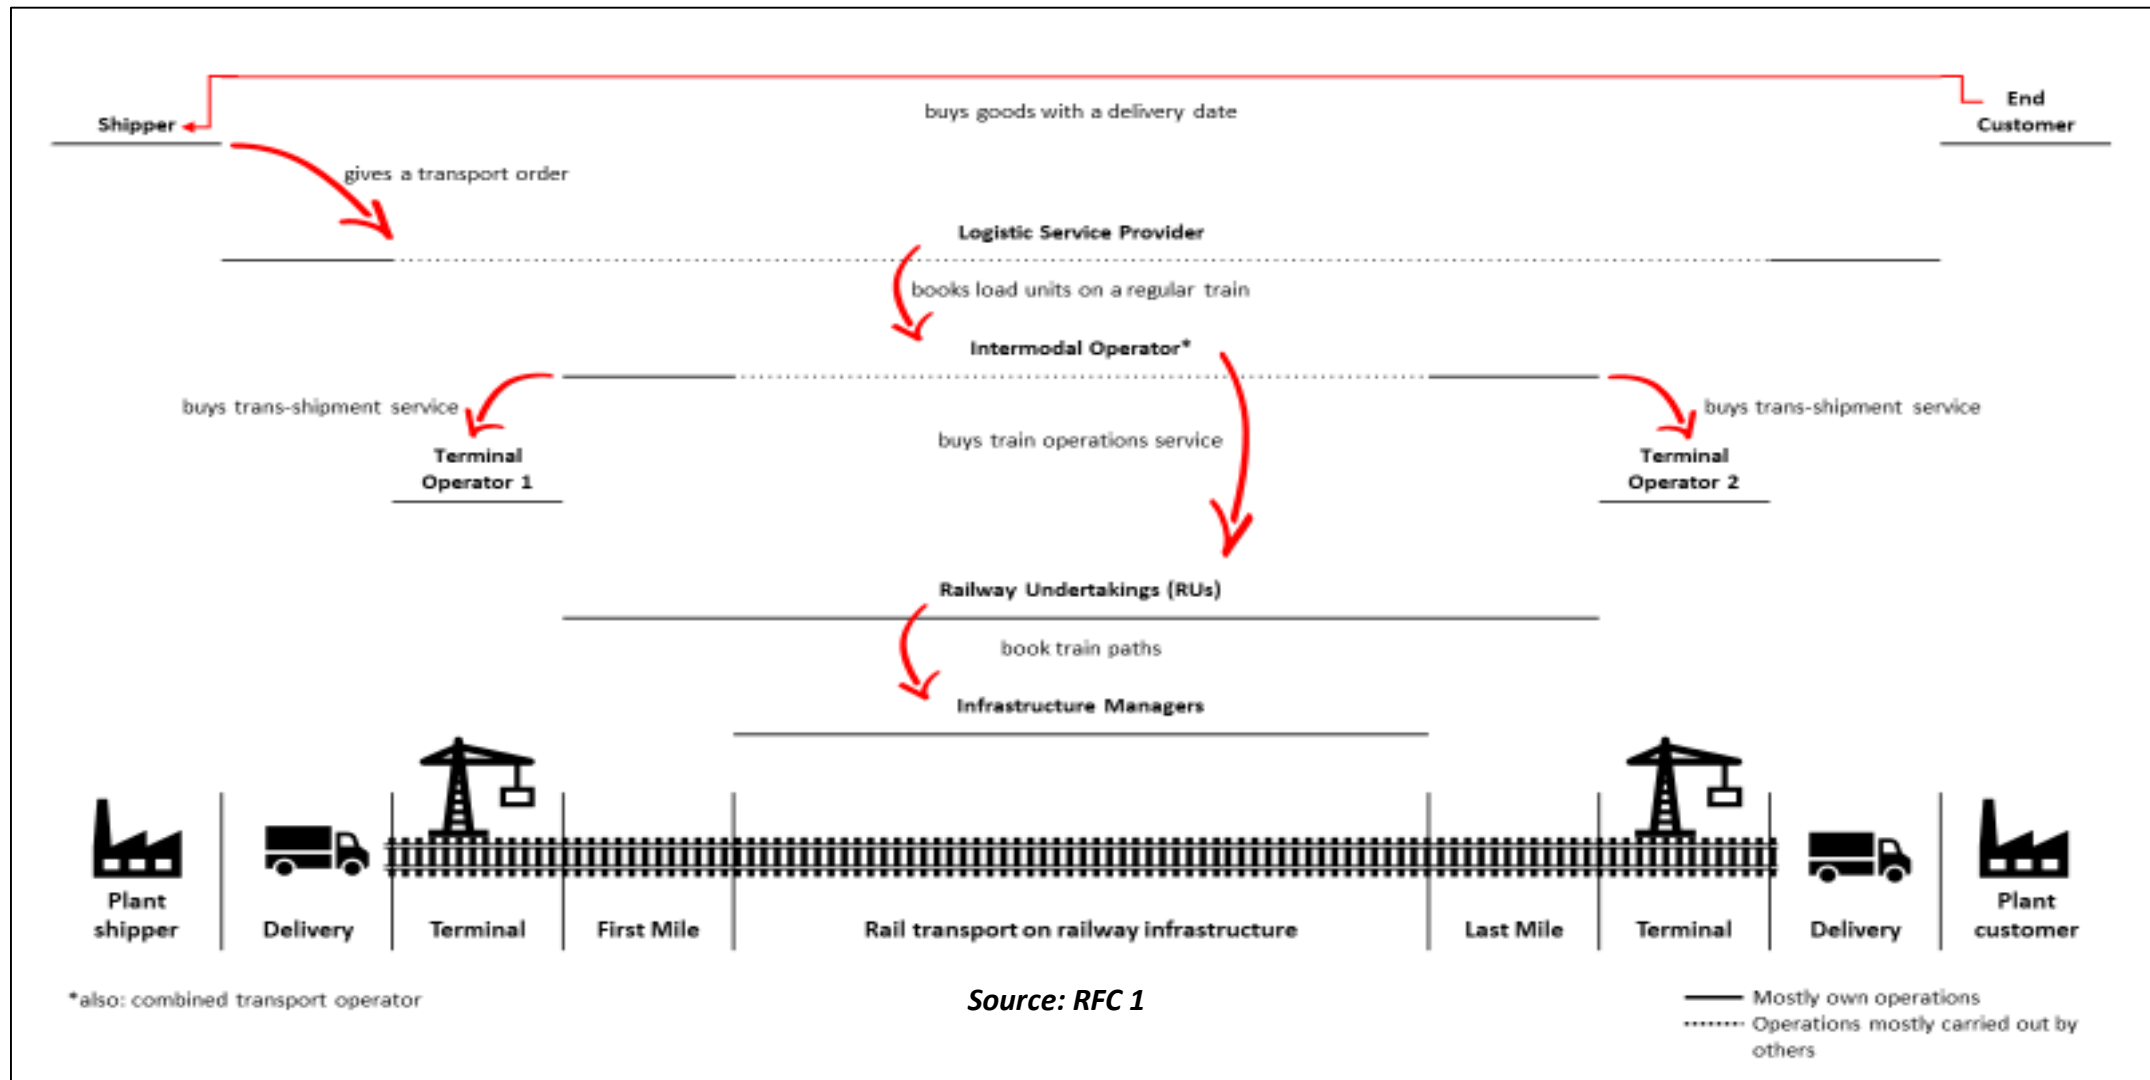 buys goods with a delivery date
Shipper
End
Customer
gives a transport order
Logistic Service Provider
books load units on a regular train
Intermodal Operator*
buys trans-shipment service
buys train operations service
buys trans-shipment service
Terminal
Operator 1
Terminal
Operator 2
Railway Undertakings (RUs)
book train paths
Infrastructure Managers
Plant
shipper
Delivery
Terminal
First Mile
Rail transport on railway infrastructure
Last Mile
Terminal
Delivery
Plant
customer
*also: combined transport operator
Source: RFC 1
Mostly own operations
Operations mostly carried out by
others